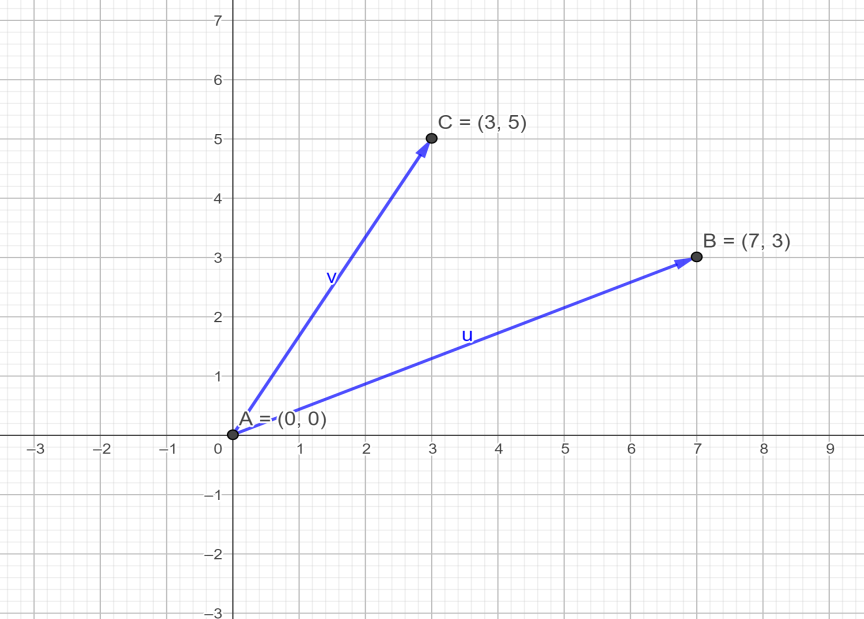 7
6
C = (3, 5)
5
4
B = (7, 3)
3
v
2
u
1
A = (0, 0)
–3 –2 –1 0 1 2 3 4 5 6 7 8 9
–1
–2
–3